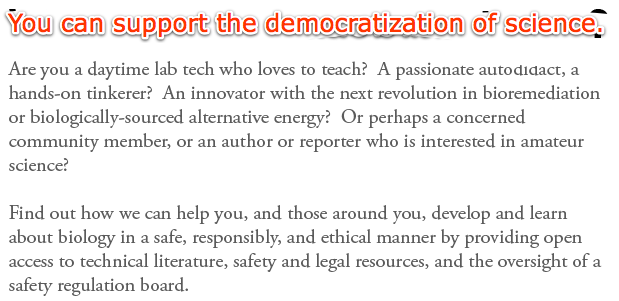 You can support the democratization of science.
Are you a daytime lab tech who loves to teach?  A passionate autodidact, a
hands-on tinkerer?  An innovator with the next revolution in bioremediation
or biologically-sourced alternative energy?  Or perhaps a concerned
community member, or an author or reporter who is interested in amateur
science?
Find out how we can help you, and those around you, develop and learn
about biology in a safe, responsibly, and ethical manner by providing open
access to technical literature, safety and legal resources, and the oversight of a
safety regulation board.